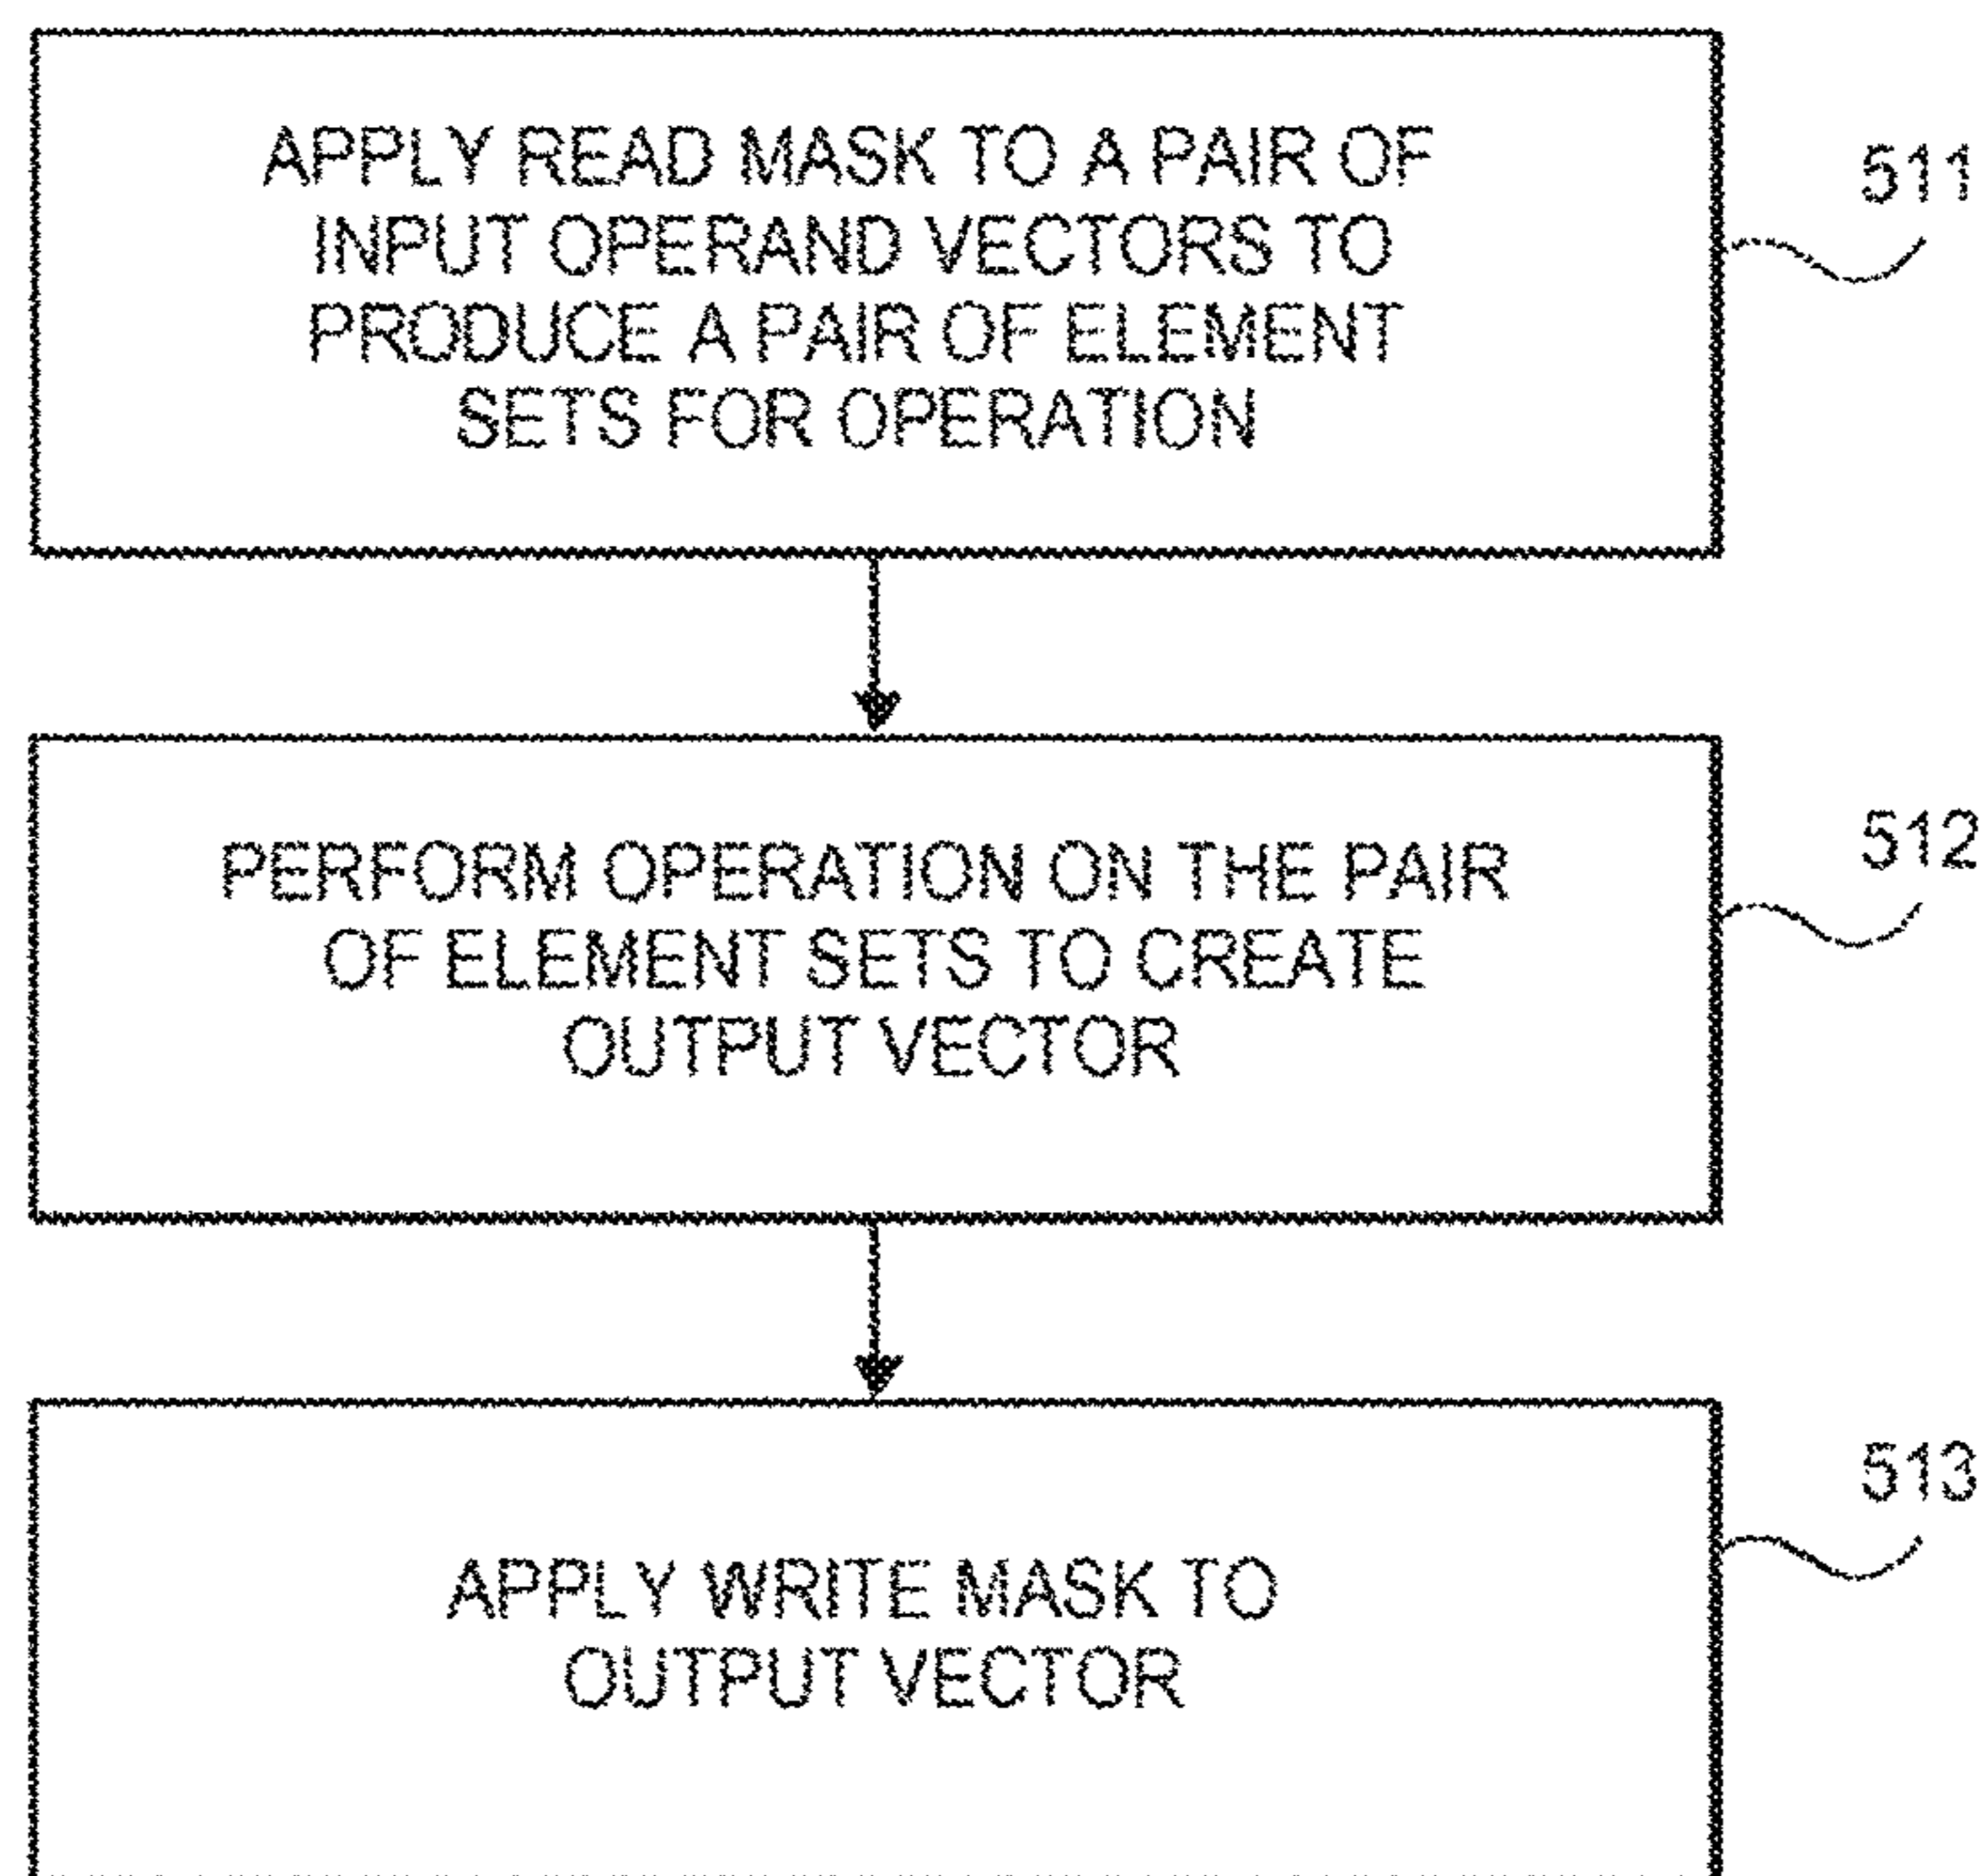 APPLY READ MASK TO A PAIR OF
INPUT OPERAND VECTORS TO
PRODUCE A PAIR OF ELEMENT
SETS FOR OPERATION
511
PERFORM OPERATION ON THE PAIR
OF ELEMENT SETS TO CREATE
OUTPUT VECTOR
512
APPLY WRITE MASK TO
OUTPUT VECTOR
513